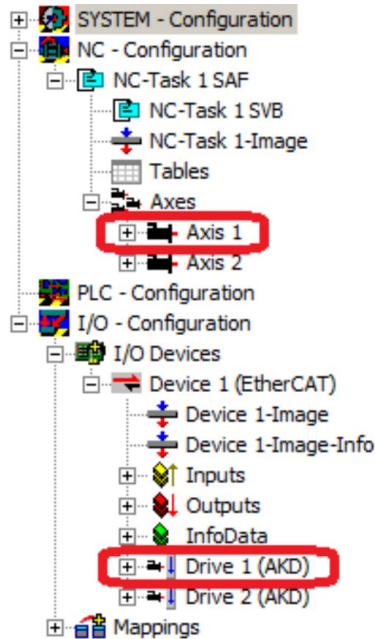 SYSTEM - Configuration
NC - Configuration
NC-Task 1 SAF
NC-Task 1 SVB
NC-Task 1-Image
Tables
Axes
Axis 1
Axis 2
PLC - Configuration
I/O - Configuration
I/O Devices
Device 1 (EtherCAT)
Device 1-Image
Device 1-Image-Info
Inputs
Outputs
InfoData
Drive 1 (AKD)
Drive 2 (AKD)
Mappings